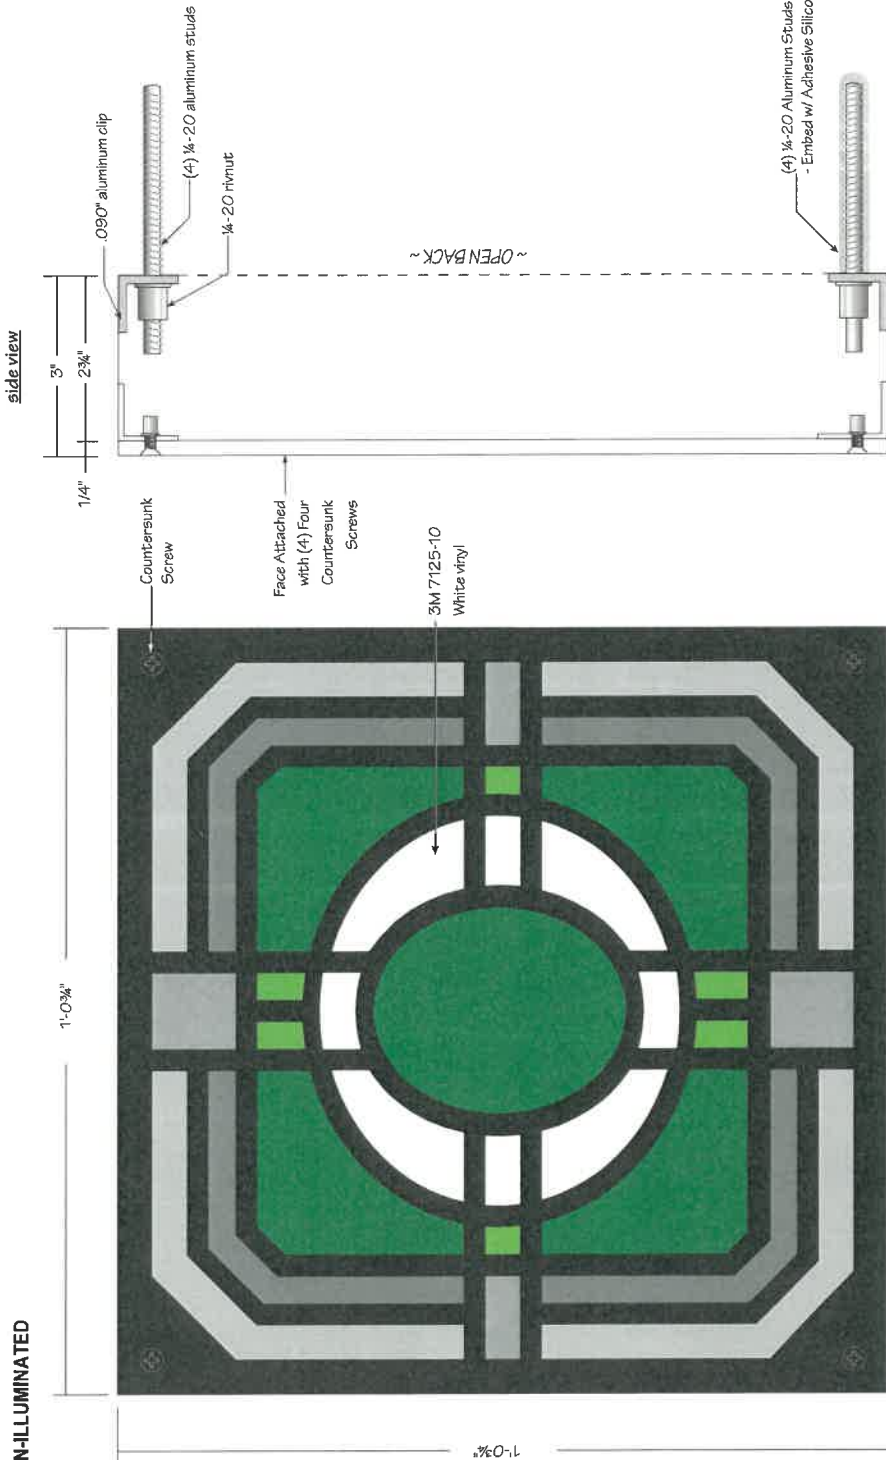 N-ILLUMINATED
1'-0¾"
1'-0¾"
Countersunk
Screw
3M 7125-10
White vinyl
side view
1/4"
3"
2¾"
.090" aluminum clip
(4) ¼-20 aluminum studs
¼-20 rivnut
Face Attached
with (4) Four
Countersunk
Screws
~ OPEN BACK ~
(4) ¼-20 Aluminum Studs
- Embed w/ Adhesive Silico